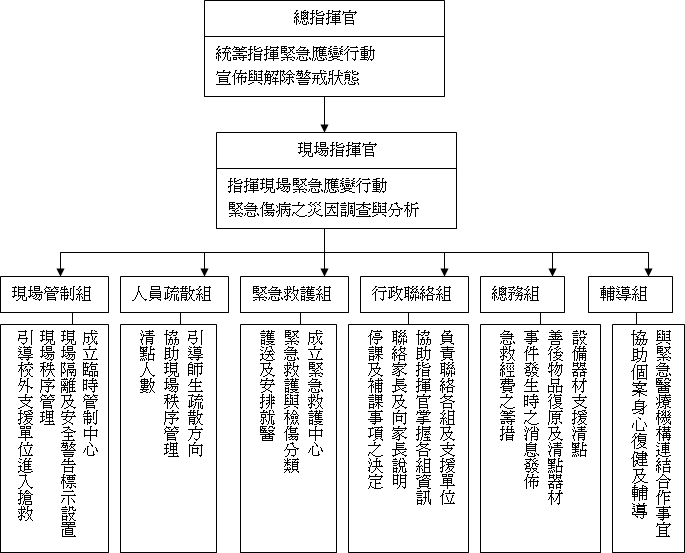 總指揮官
統籌指揮緊急應變行動
宣佈與解除警戒狀態
現場指揮官
指揮現場緊急應變行動
緊急傷病之災因調查與分析
現場管制組
人員疏散組
緊急救護組
行政聯絡組
總務組
輔導組
成立臨時管制中心
現場隔離及安全警告標示設置
現場秩序管理
引導校外支援單位進入搶救
引導師生疏散方向
協助現場秩序管理
清點人數
成立緊急救護中心
緊急救護與檢傷分類
護送及安排就醫
負責聯絡各組及支援單位
協助指揮官掌握各組資訊
聯絡家長及向家長說明
停課及補課事項之決定
設備器材支援清點
善後物品復原及清點器材
事件發生時之消息發佈
急救經費之籌措
與緊急醫療機構連結合作事宜
協助個案身心復健及輔導